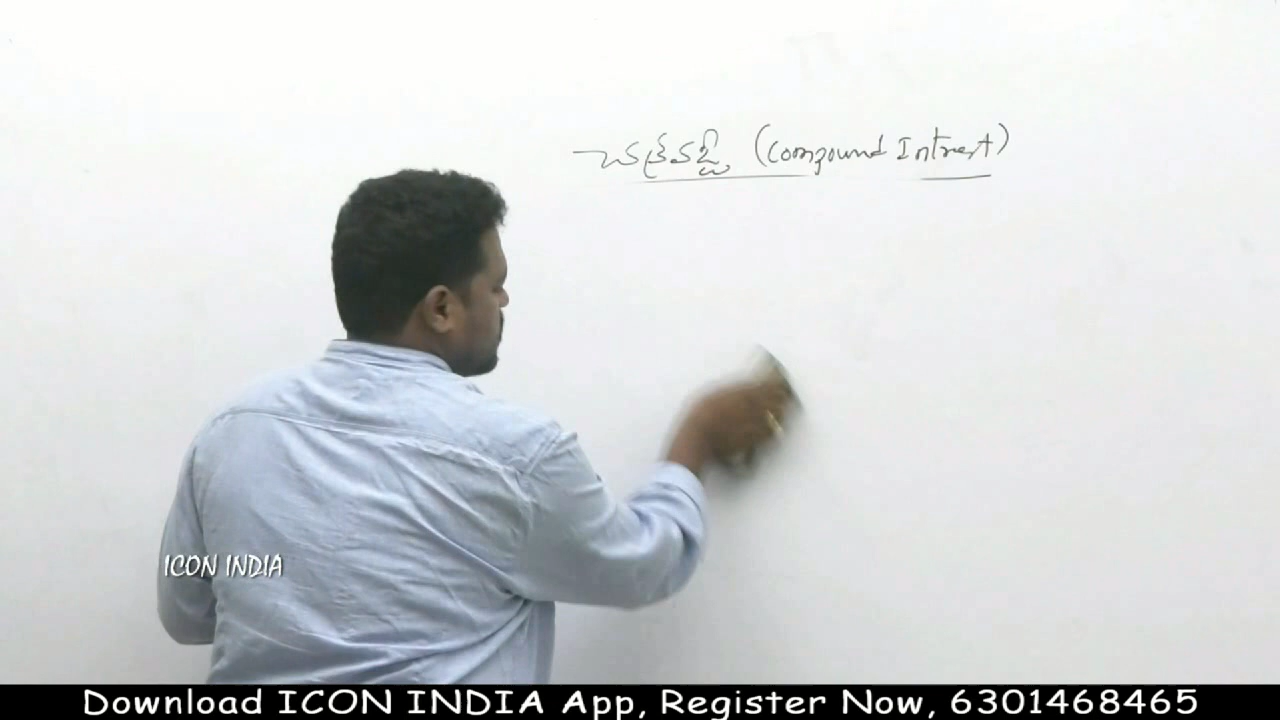 చక్రవడ్డీ (Compound Intrest)
ICON INDIA
Download ICON INDIA App, Register Now, 6301468465